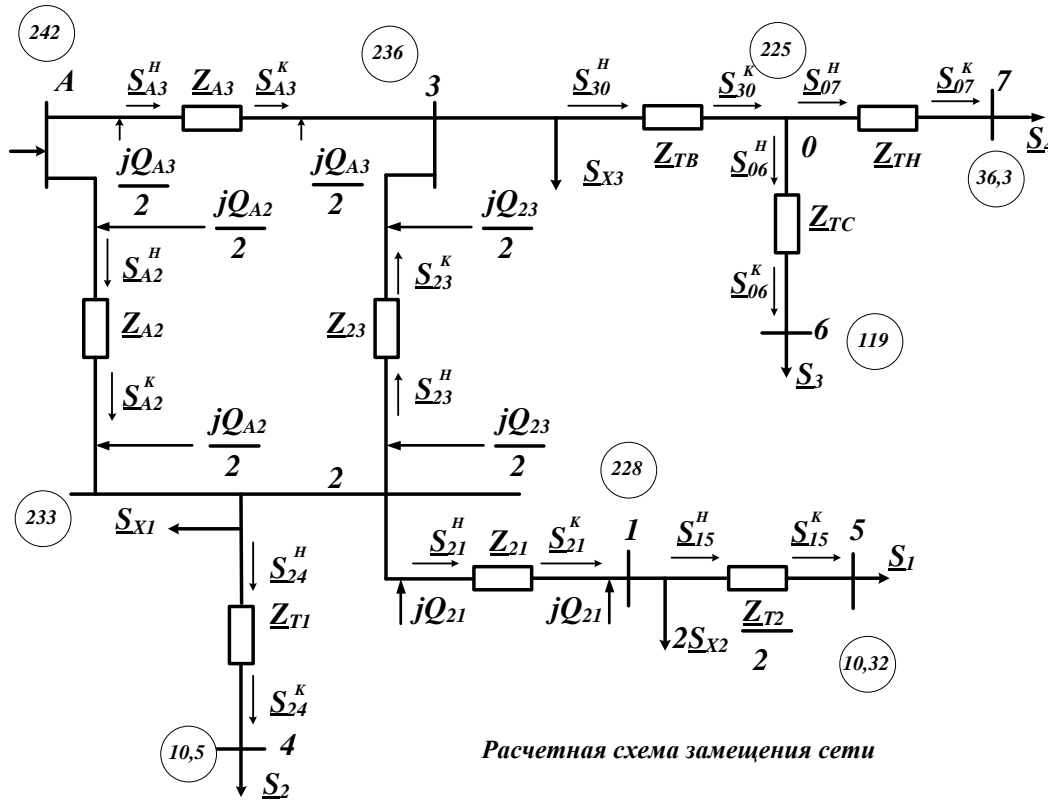 242
A
S_A3^H
Z_A3
S_A3^K
236
3
S_30^H
225
S_30^K
S_07^H
S_07^K
7
jQ_A3
2
jQ_A3
2
S_X3
Z_TB
S_06^H
0
Z_TH
36,3
jQ_A2
2
jQ_23
2
Z_TC
S_A2^H
S_23^K
S_06^K
Z_A2
Z_23
6
119
S_A2^K
S_23^H
S_3
jQ_A2
2
jQ_23
2
2
228
233
S_X1
S_21^H
Z_21
S_21^K
1
S_15^H
S_15^K
5
S_1
S_24^H
Z_T1
jQ_21
jQ_21
2S_X2
Z_T2
2
10,32
S_24^K
10,5
4
Расчетная схема замещения сети
S_2